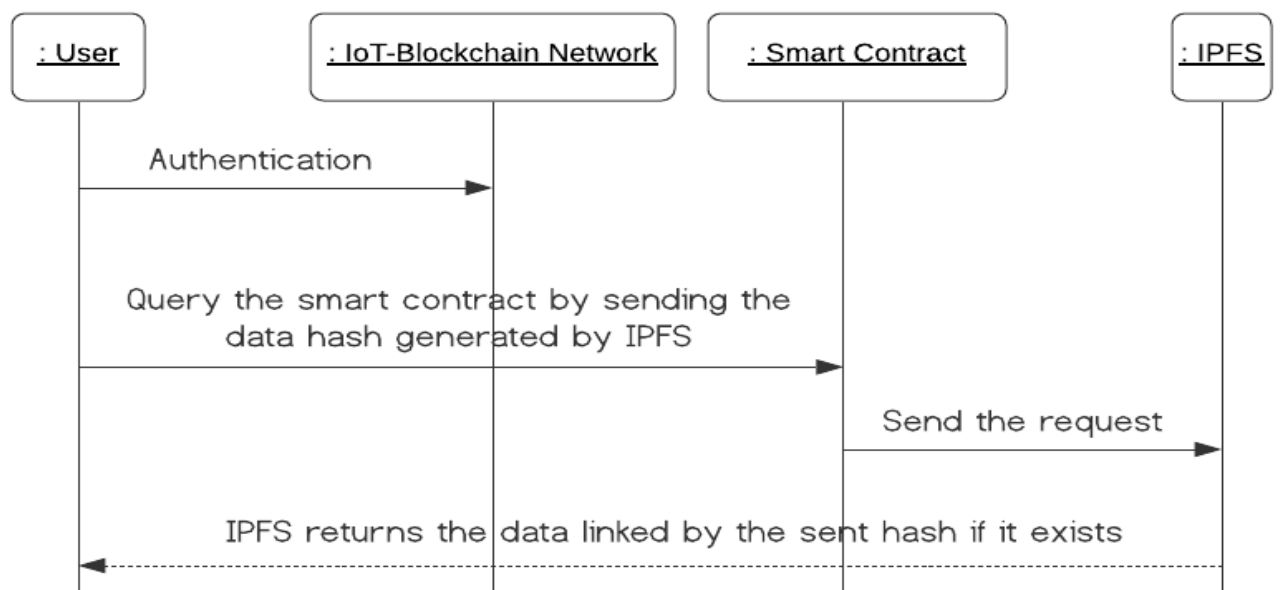 : User
: IoT-Blockchain Network
: Smart Contract
: IPFS
Authentication
Query the smart contract by sending the
data hash generated by IPFS
Send the request
IPFS returns the data linked by the sent hash if it exists